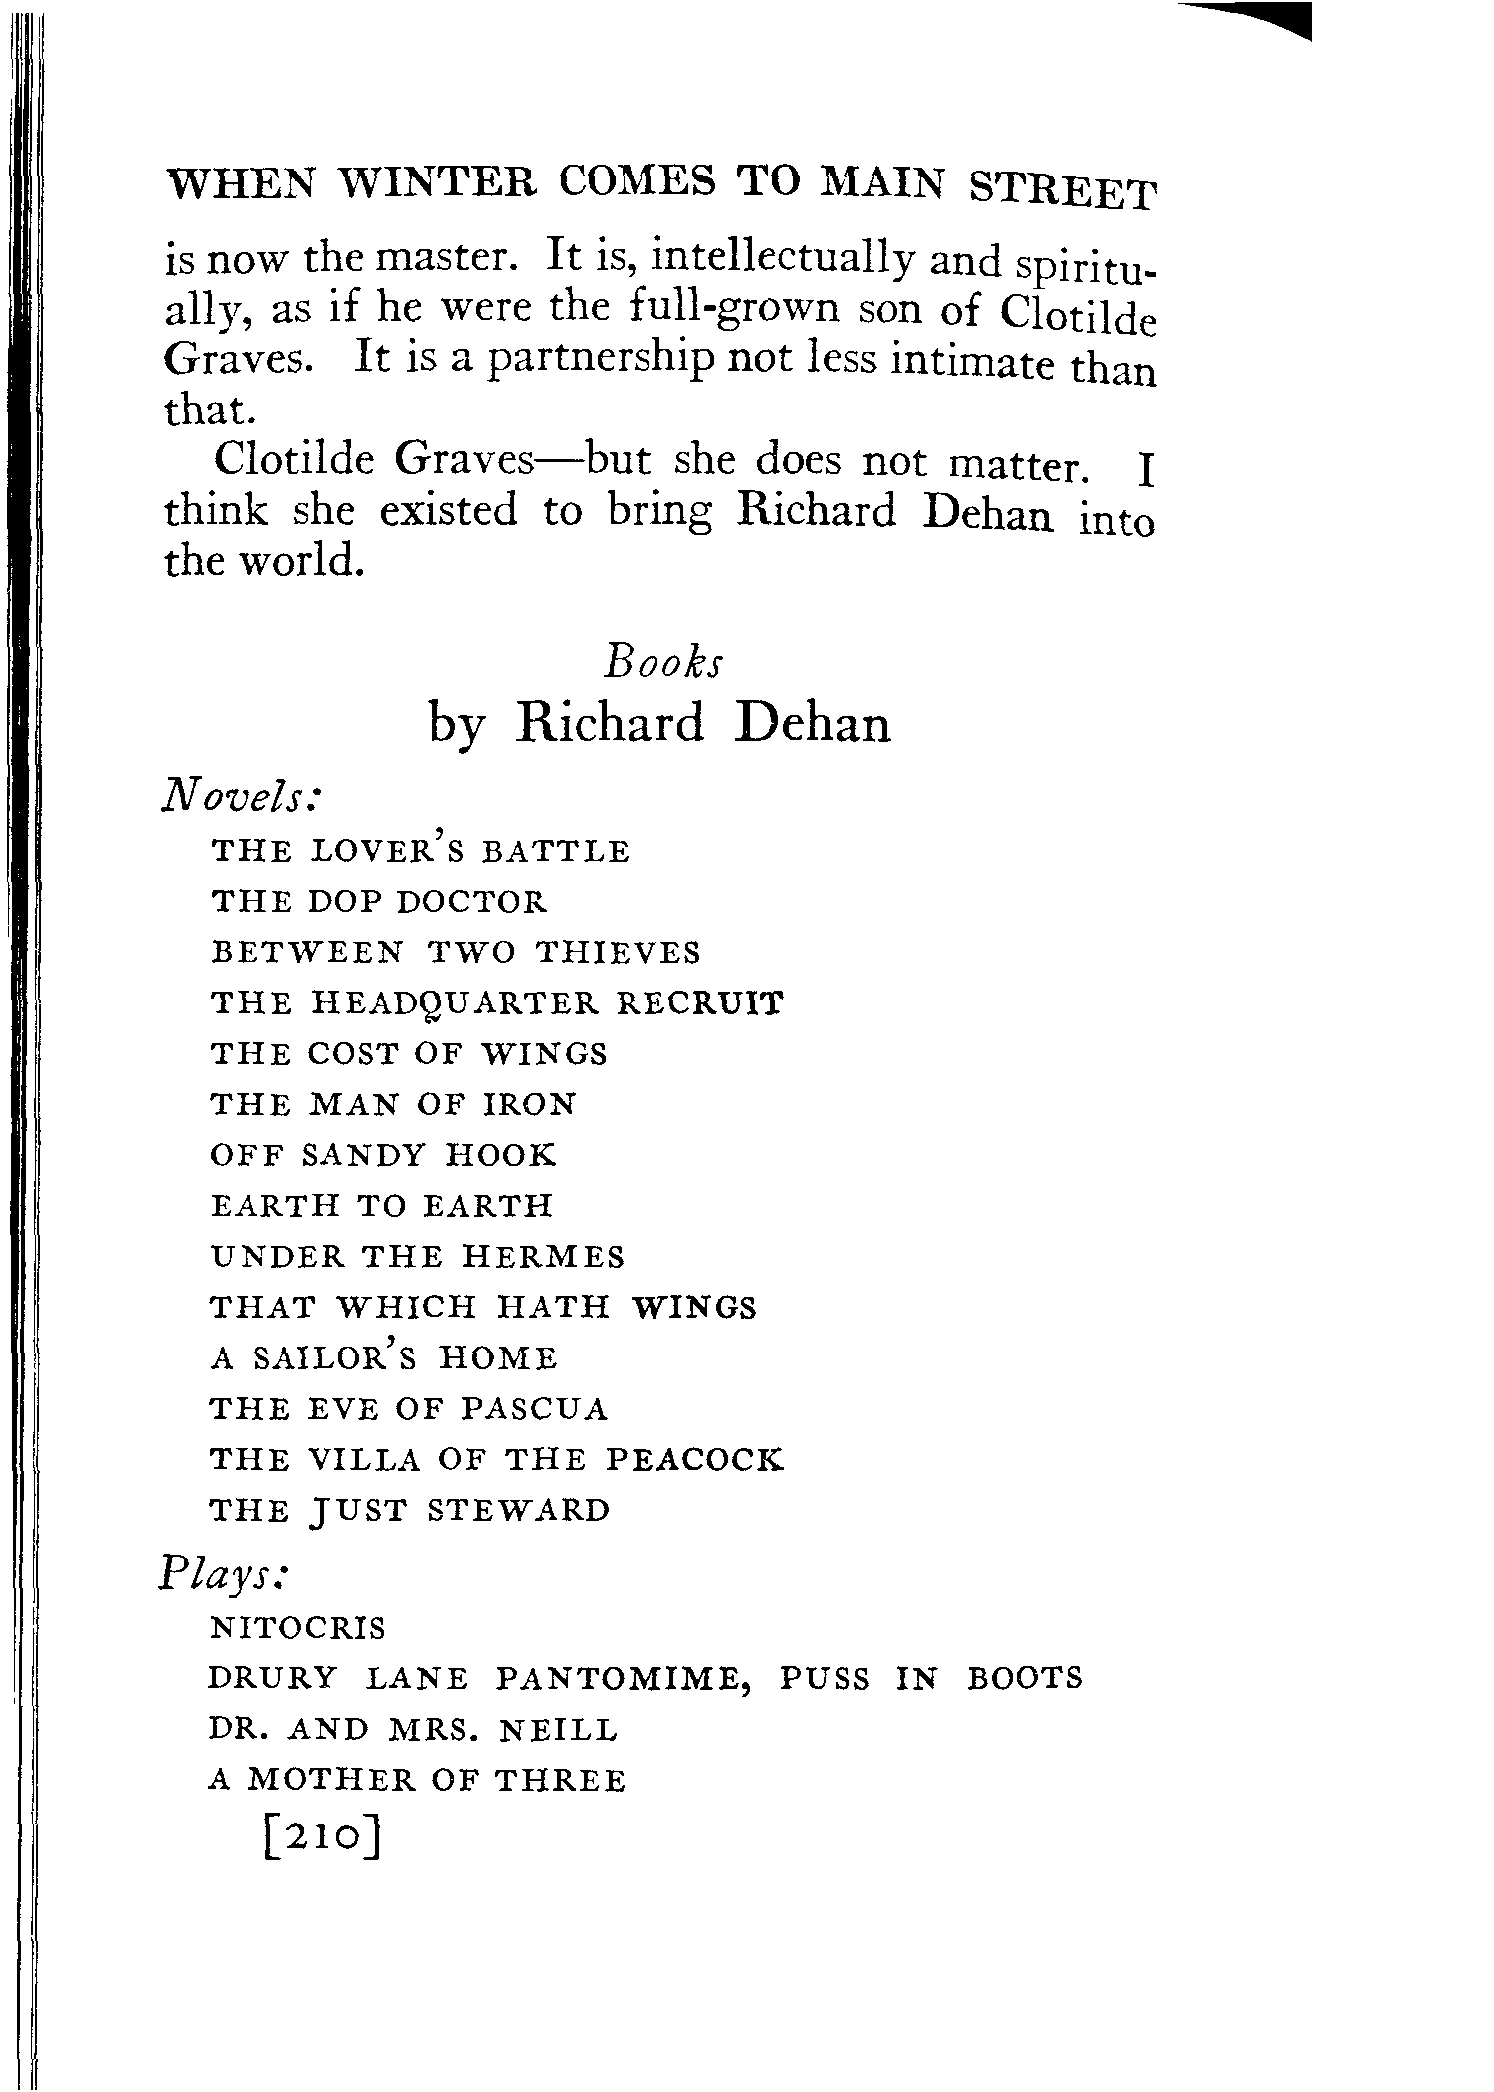 WHEN WINTER COMES TO MAIN STREET
is now the master. It is, intellectually and spiritu-
ally, as if he were the full-grown son of Clotilde
Graves. It is a partnership not less intimate than
that.
Clotilde Graves—but she does not matter. I
think she existed to bring Richard Dehan into
the world.
Books
by Richard Dehan
Novels:
THE LOVER'S BATTLE
THE DOP DOCTOR
BETWEEN TWO THIEVES
THE HEADQUARTER RECRUIT
THE COST OF WINGS
THE MAN OF IRON
OFF SANDY HOOK
EARTH TO EARTH
UNDER THE HERMES
THAT WHICH HATH WINGS
A SAILOR'S HOME
THE EVE OF PASCUA
THE VILLA OF THE PEACOCK
THE JUST STEWARD
Plays:
NITOCRIS
DRURY LANE PANTOMIME, PUSS IN BOOTS
DR. AND MRS. NEILL
A MOTHER OF THREE
[210]